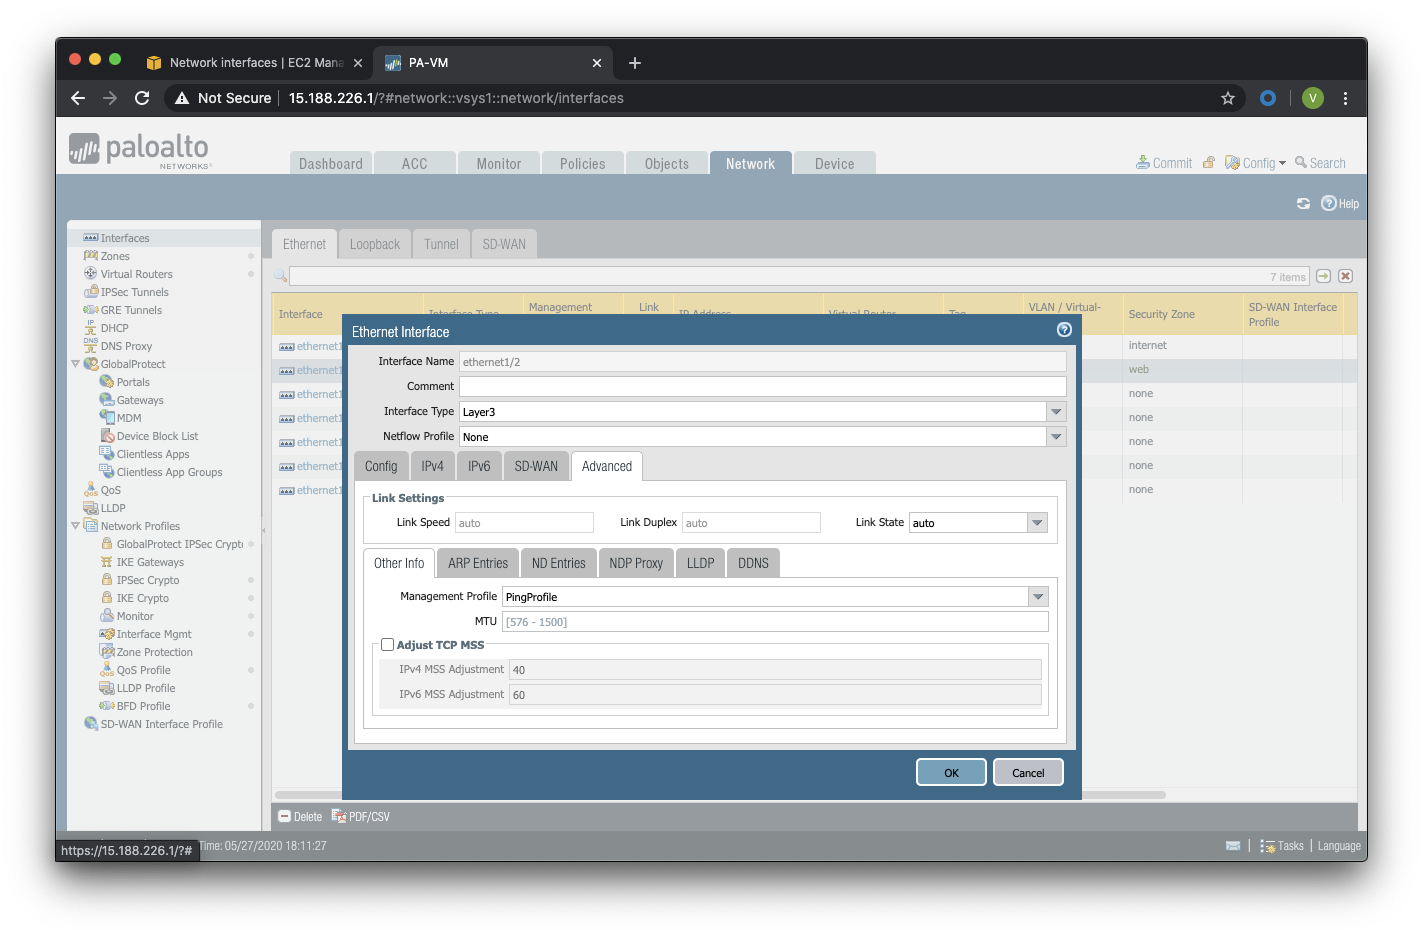 Network interfaces | EC2 Mana
PA-VM
Not Secure
15.188.226.1/?#network::vsys1::network/interfaces
V
paloalto
NETWORKS®
Dashboard
ACC
Monitor
Policies
Objects
Network
Device
Commit
Config
Search
Help
Interfaces
Zones
Virtual Routers
IPSec Tunnels
GRE Tunnels
DHCP
DNS Proxy
GlobalProtect
Portals
Gateways
MDM
Device Block List
Clientless Apps
Clientless App Groups
QoS
LLDP
Network Profiles
GlobalProtect IPSec Crypt
IKE Gateways
IPSec Crypto
IKE Crypto
Monitor
Interface Mgmt
Zone Protection
QoS Profile
LLDP Profile
BFD Profile
SD-WAN Interface Profile
Ethernet
Loopback
Tunnel
SD-WAN
7 items
Interface
Interface Type
Management
Link
IP Address
Virtual Router
Tag
VLAN / Virtual-
Security Zone
SD-WAN Interface
Profile
ethernet1
internet
ethernet1
web
ethernet1
none
ethernet1
none
ethernet1
none
ethernet1
none
ethernet1
none
Ethernet Interface
Interface Name ethernet1/2
Comment
Interface Type Layer3
Netflow Profile None
Config
IPv4
IPv6
SD-WAN
Advanced
Link Settings
Link Speed auto
Link Duplex auto
Link State auto
Other Info
ARP Entries
ND Entries
NDP Proxy
LLDP
DDNS
Management Profile PingProfile
MTU [576 - 1500]
Adjust TCP MSS
IPv4 MSS Adjustment 40
IPv6 MSS Adjustment 60
OK
Cancel
Delete
PDF/CSV
https://15.188.226.1/?#
Time: 05/27/2020 18:11:27
Tasks
Language